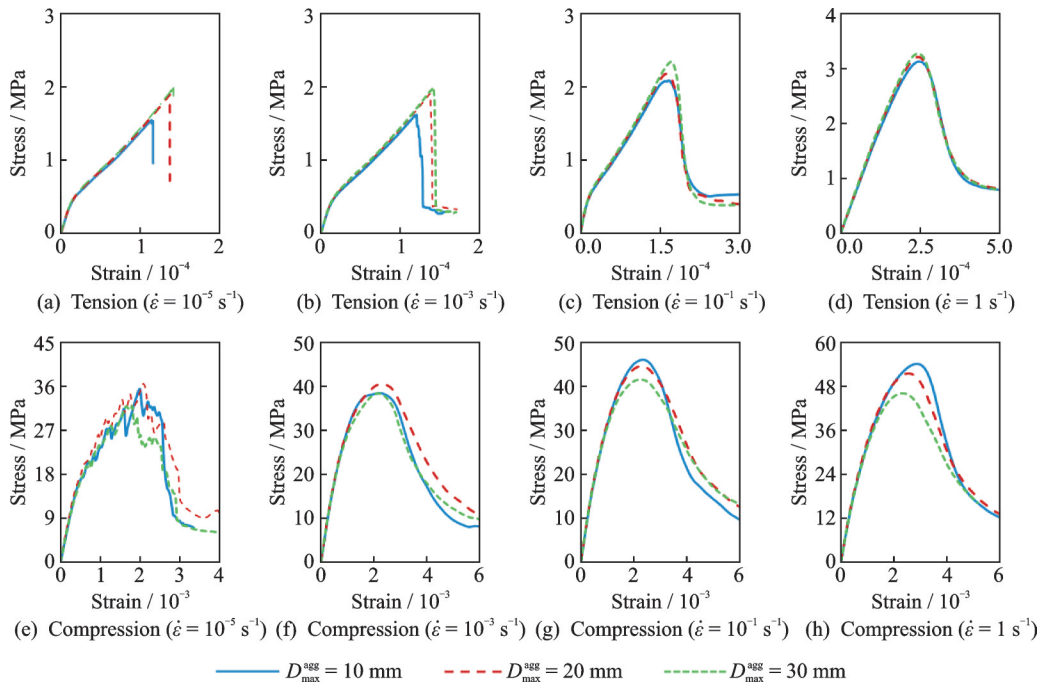 3 3 3 4
Stress / MPa Stress / MPa Stress / MPa Stress / MPa
2 2 2 3
2
1 1 1 1
0 0 0 0
0 1 2 0 1 2 0.0 1.5 3.0 0.0 2.5 5.0
Strain / 10⁻⁴ Strain / 10⁻⁴ Strain / 10⁻⁴ Strain / 10⁻⁴
(a) Tension (ε̇ = 10⁻⁵ s⁻¹) (b) Tension (ε̇ = 10⁻³ s⁻¹) (c) Tension (ε̇ = 10⁻¹ s⁻¹) (d) Tension (ε̇ = 1 s⁻¹)
45 50 50 60
Stress / MPa Stress / MPa Stress / MPa Stress / MPa
36 40 40 48
27 30 30 36
18 20 20 24
9 10 10 12
0 0 0 0
0 1 2 3 4 0 2 4 6 0 2 4 6 0 2 4 6
Strain / 10⁻³ Strain / 10⁻³ Strain / 10⁻³ Strain / 10⁻³
(e) Compression (ε̇ = 10⁻⁵ s⁻¹) (f) Compression (ε̇ = 10⁻³ s⁻¹) (g) Compression (ε̇ = 10⁻¹ s⁻¹) (h) Compression (ε̇ = 1 s⁻¹)
D_max^agg = 10 mm D_max^agg = 20 mm D_max^agg = 30 mm